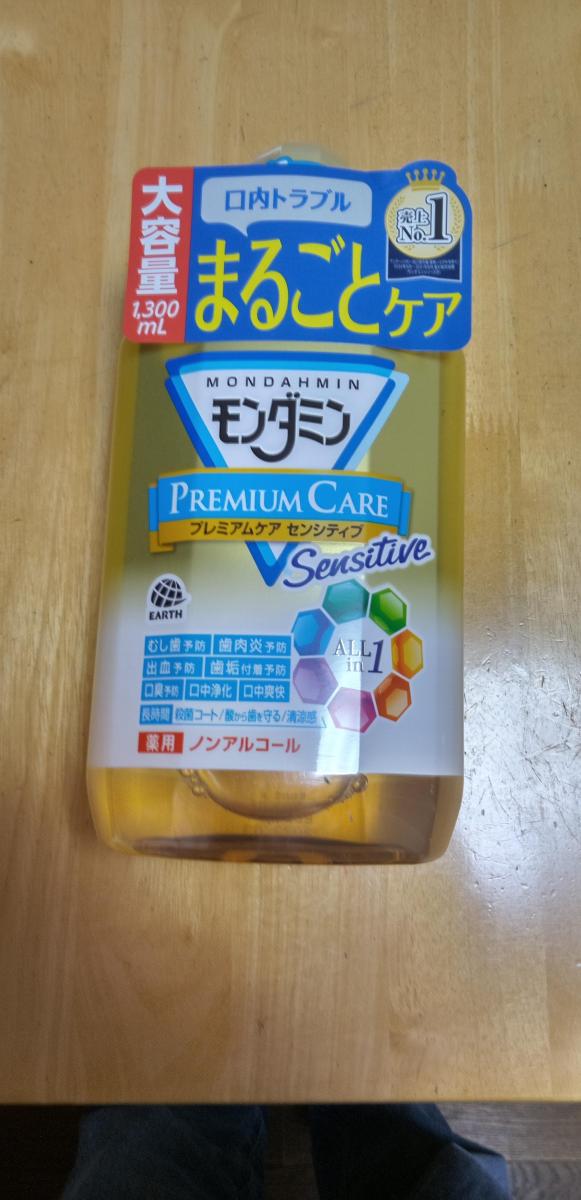 大容量
1,300
mL
口内トラブル
まるごとケア
売上
No.1
MONDAHMIN
モンダミン
PREMIUM CARE
プレミアムケア センシティブ
Sensitive
EARTH
ALL
in 1
むし歯予防 歯肉炎予防
出血予防 歯垢付着予防
口臭予防 口中浄化 口中爽快
長時間 殺菌コート/酸から歯を守る/清涼感
薬用 ノンアルコール